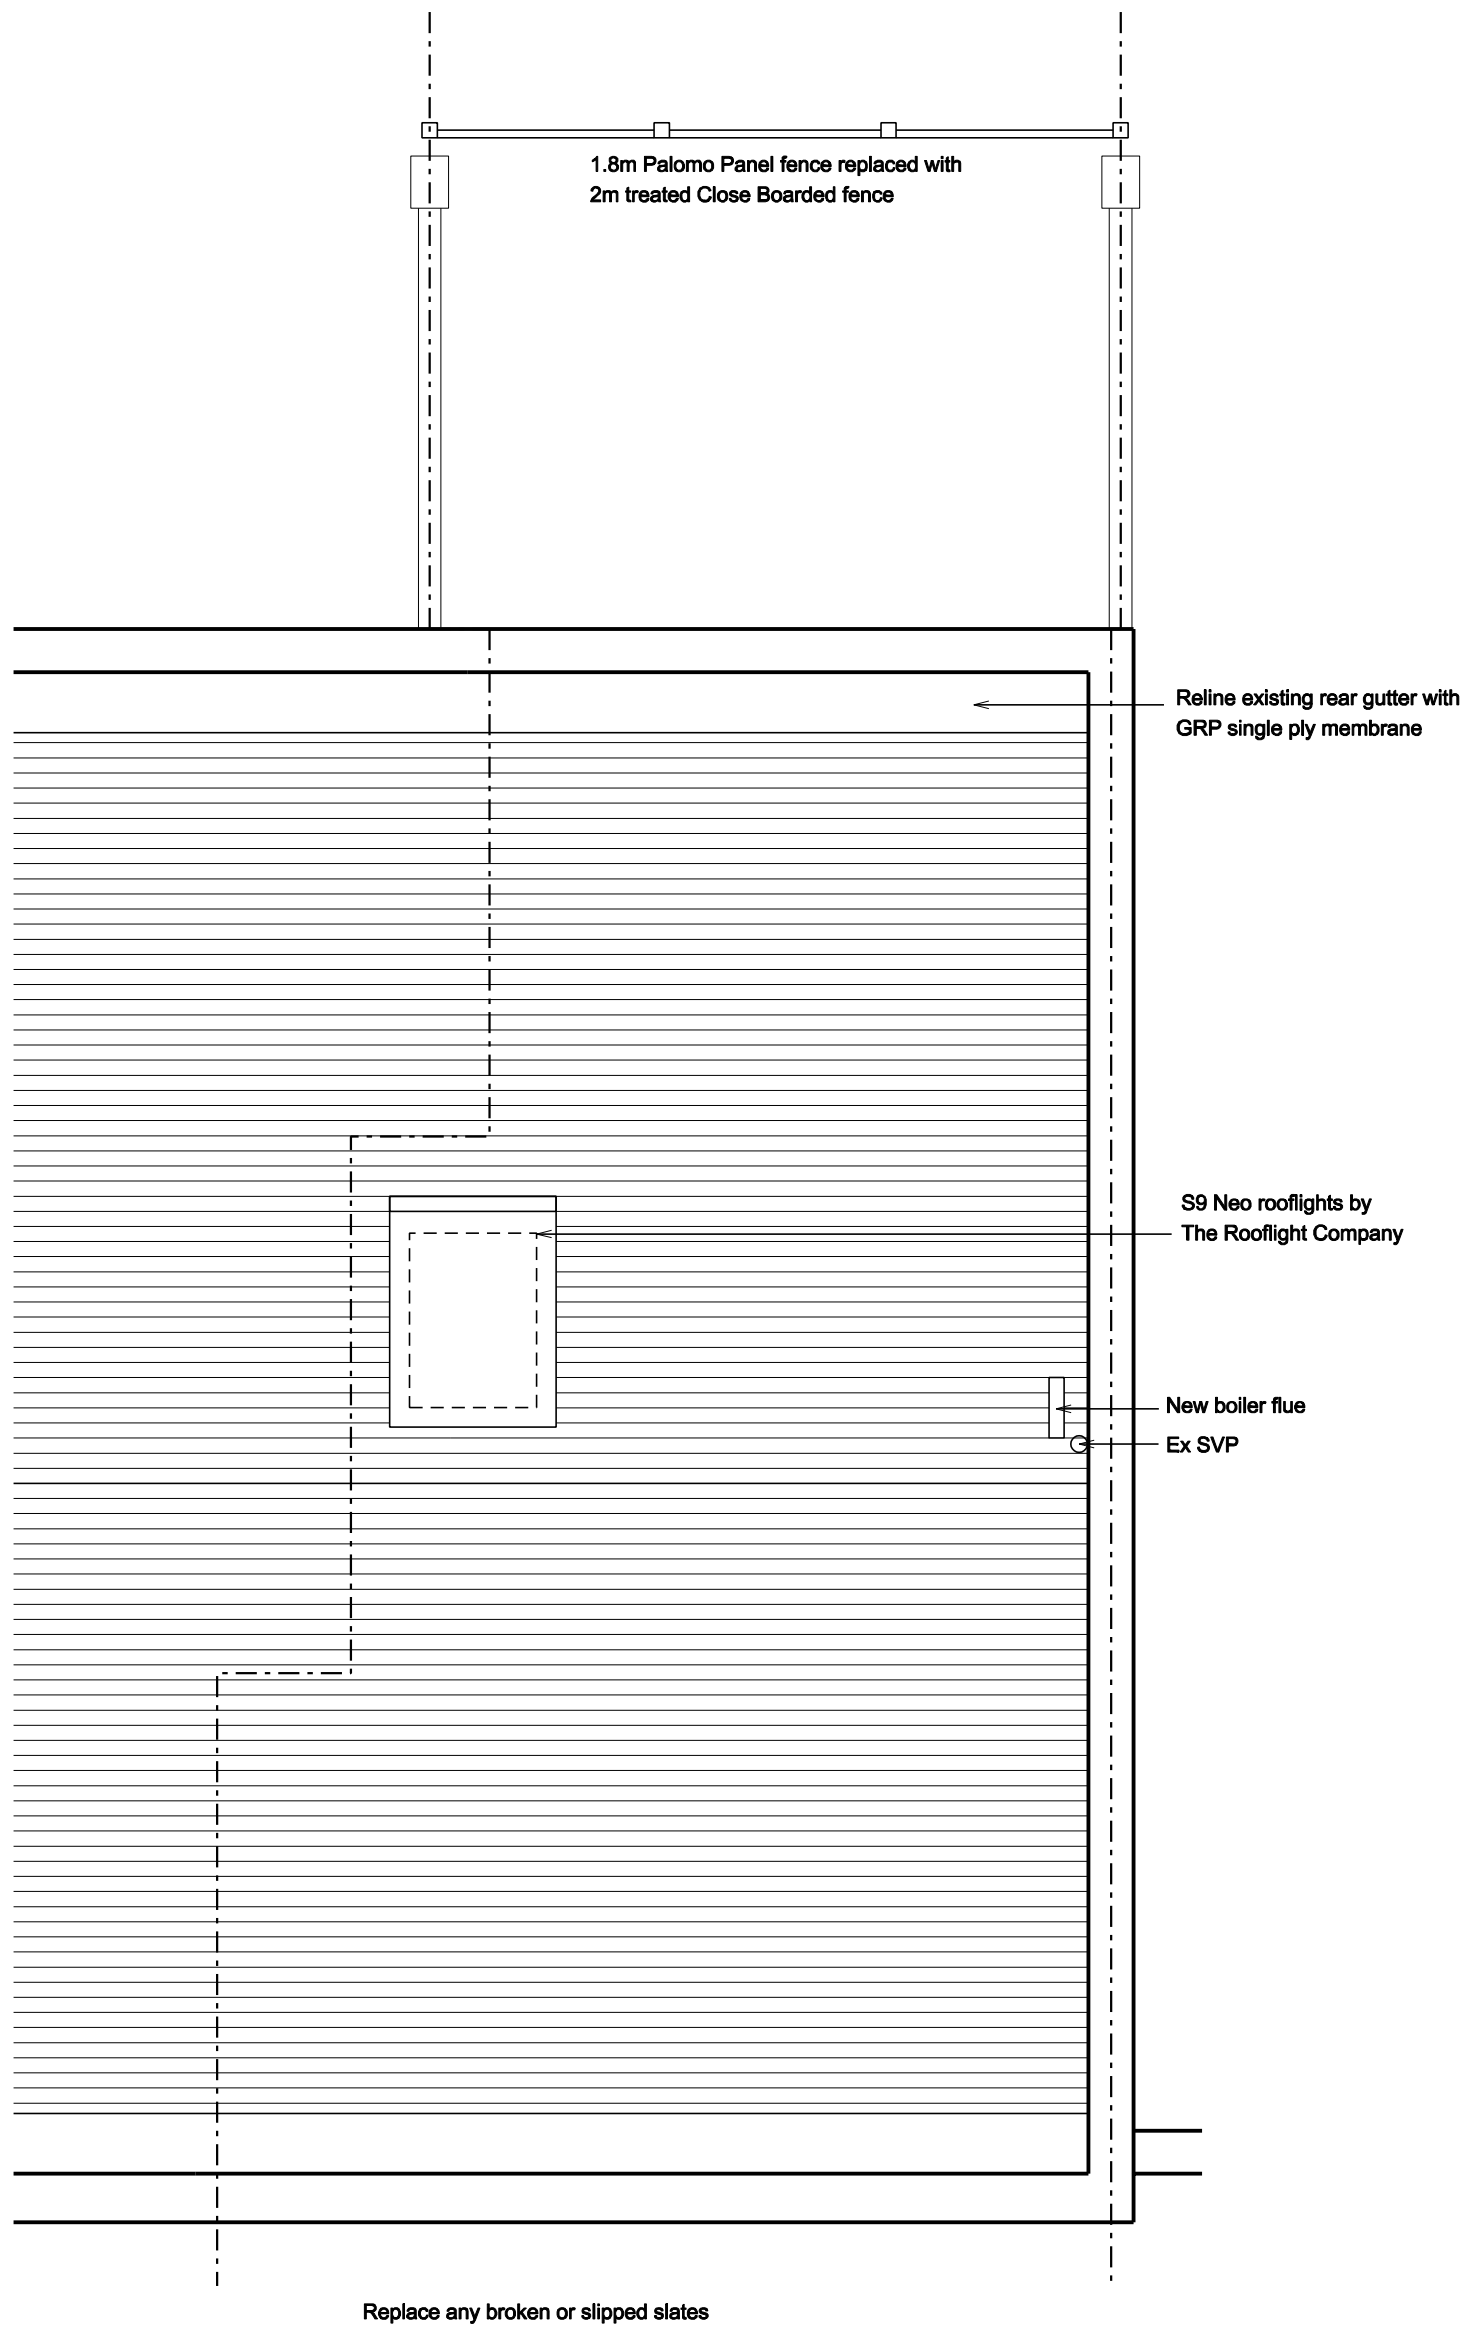 1.8m Palomo Panel fence replaced with
2m treated Close Boarded fence
Reline existing rear gutter with
GRP single ply membrane
S9 Neo rooflights by
The Rooflight Company
New boiler flue
Ex SVP
Replace any broken or slipped slates